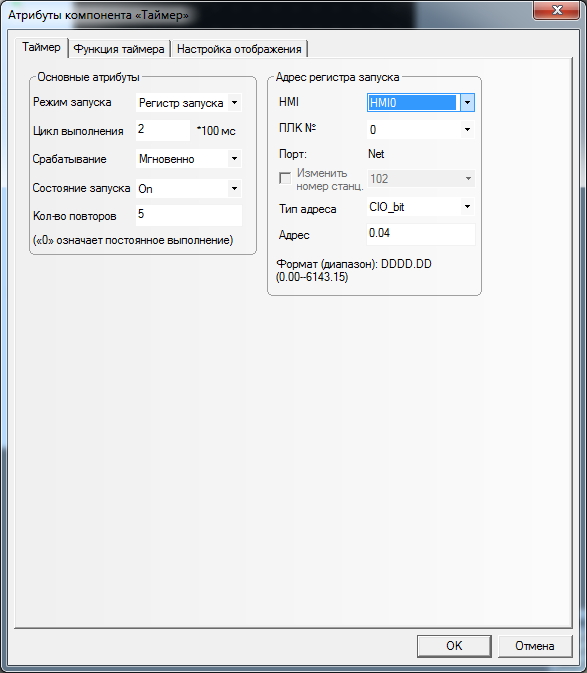 Атрибуты компонента «Таймер»
Таймер
Функция таймера
Настройка отображения
Основные атрибуты
Режим запуска
Регистр запуска
Цикл выполнения
2
*100 мс
Срабатывание
Мгновенно
Состояние запуска
On
Кол-во повторов
5
(«0» означает постоянное выполнение)
Адрес регистра запуска
HMI
HMI0
ПЛК №
0
Порт:
Net
Изменить
номер станц.
102
Тип адреса
CIO_bit
Адрес
0.04
Формат (диапазон): DDDD.DD
(0.00--6143.15)
OK
Отмена